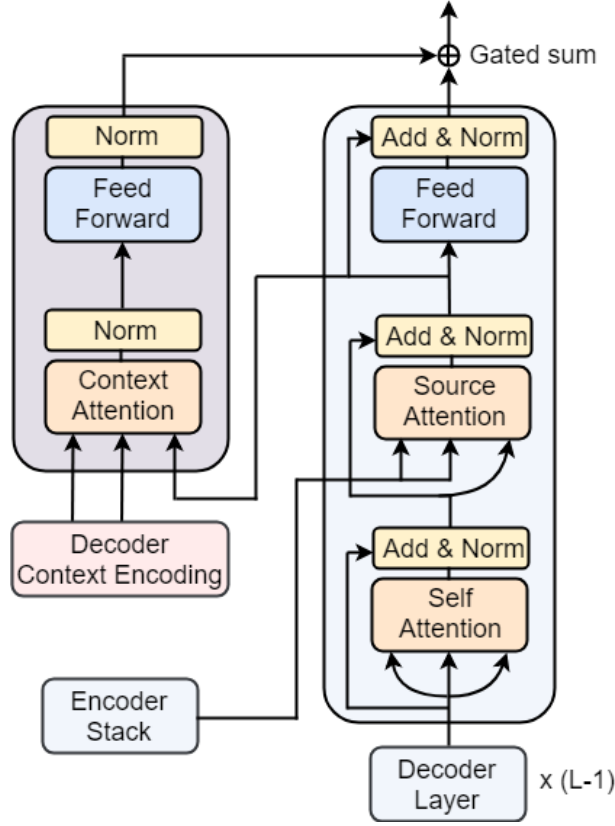 Gated sum
Norm
Feed
Forward
Norm
Context
Attention
Decoder
Context Encoding
Encoder
Stack
Add & Norm
Feed
Forward
Add & Norm
Source
Attention
Add & Norm
Self
Attention
Decoder
Layer
x (L-1)